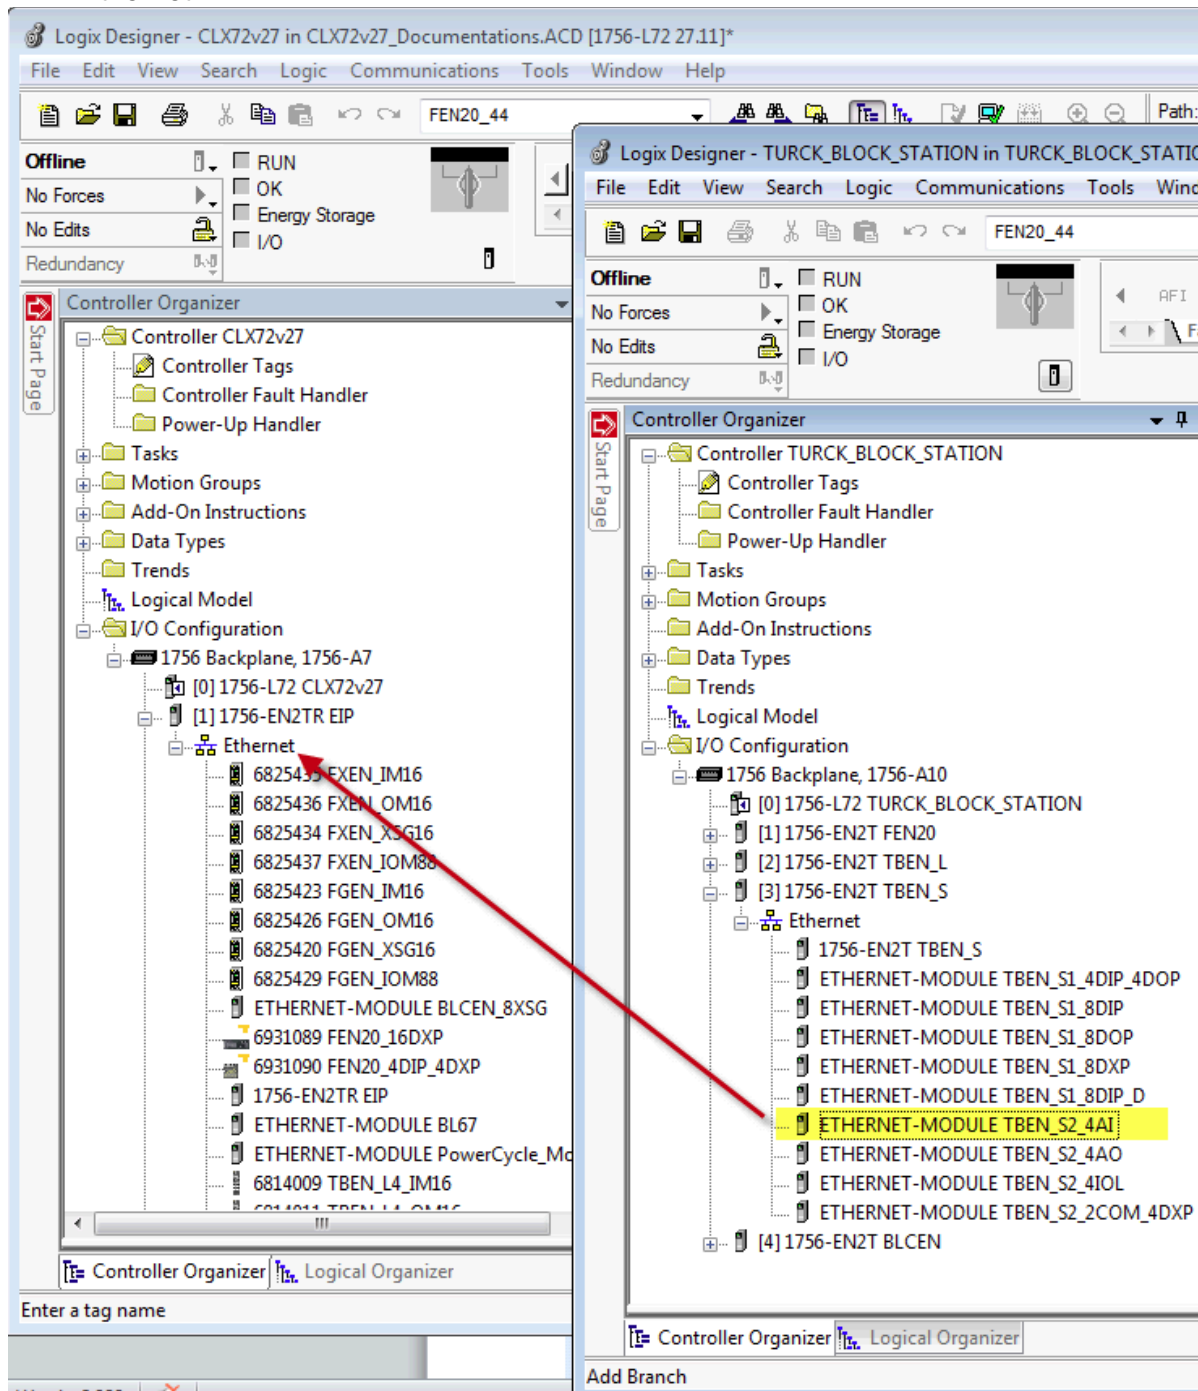 Logix Designer - CLX72v27 in CLX72v27_Documentations.ACD [1756-L72 27.11]*
File Edit View Search Logic Communications Tools Window Help
FEN20_44
Path:
Offline
RUN
No Forces
OK
Energy Storage
No Edits
I/O
Redundancy
Start Page
Controller Organizer
Controller CLX72v27
Controller Tags
Controller Fault Handler
Power-Up Handler
Tasks
Motion Groups
Add-On Instructions
Data Types
Trends
Logical Model
I/O Configuration
1756 Backplane, 1756-A7
[0] 1756-L72 CLX72v27
[1] 1756-EN2TR EIP
Ethernet
6825435 FXEN_IM16
6825436 FXEN_OM16
6825434 FXEN_XSG16
6825437 FXEN_IOM88
6825423 FGEN_IM16
6825426 FGEN_OM16
6825420 FGEN_XSG16
6825429 FGEN_IOM88
ETHERNET-MODULE BLCEN_8XSG
6931089 FEN20_16DXP
6931090 FEN20_4DIP_4DXP
1756-EN2TR EIP
ETHERNET-MODULE BL67
ETHERNET-MODULE PowerCycle_Mo
6814009 TBEN_L4_IM16
Controller Organizer Logical Organizer
Enter a tag name
Logix Designer - TURCK_BLOCK_STATION in TURCK_BLOCK_STATIO
File Edit View Search Logic Communications Tools Wind
FEN20_44
Offline
RUN
No Forces
OK
Energy Storage
No Edits
I/O
Redundancy
AFI
Start Page
Controller Organizer
Controller TURCK_BLOCK_STATION
Controller Tags
Controller Fault Handler
Power-Up Handler
Tasks
Motion Groups
Add-On Instructions
Data Types
Trends
Logical Model
I/O Configuration
1756 Backplane, 1756-A10
[0] 1756-L72 TURCK_BLOCK_STATION
[1] 1756-EN2T FEN20
[2] 1756-EN2T TBEN_L
[3] 1756-EN2T TBEN_S
Ethernet
1756-EN2T TBEN_S
ETHERNET-MODULE TBEN_S1_4DIP_4DOP
ETHERNET-MODULE TBEN_S1_8DIP
ETHERNET-MODULE TBEN_S1_8DOP
ETHERNET-MODULE TBEN_S1_8DXP
ETHERNET-MODULE TBEN_S1_8DIP_D
ETHERNET-MODULE TBEN_S2_4AI
ETHERNET-MODULE TBEN_S2_4AO
ETHERNET-MODULE TBEN_S2_4IOL
ETHERNET-MODULE TBEN_S2_2COM_4DXP
[4] 1756-EN2T BLCEN
Controller Organizer Logical Organizer
Add Branch